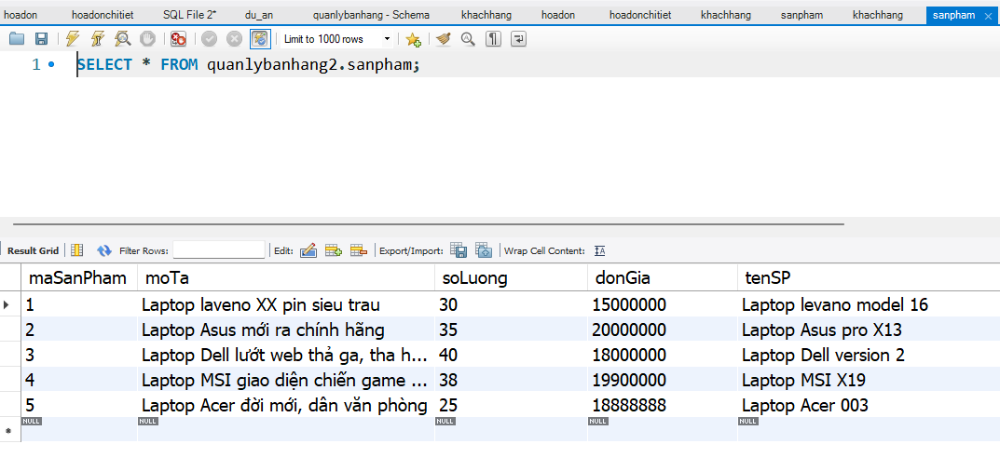 hoadon hoadonchitiet SQL File 2* du_an quanlybanhang - Schema khachhang hoadon hoadonchitiet khachhang sanpham khachhang sanpham
Limit to 1000 rows
1 SELECT * FROM quanlybanhang2.sanpham;
Result Grid Filter Rows: Edit: Export/Import: Wrap Cell Content: IA
maSanPham moTa soLuong donGia tenSP
1 Laptop laveno XX pin sieu trau 30 15000000 Laptop levano model 16
2 Laptop Asus mới ra chính hãng 35 20000000 Laptop Asus pro X13
3 Laptop Dell lướt web thả ga, tha h... 40 18000000 Laptop Dell version 2
4 Laptop MSI giao diện chiến game ... 38 19900000 Laptop MSI X19
5 Laptop Acer đời mới, dân văn phòng 25 18888888 Laptop Acer 003
NULL NULL NULL NULL NULL